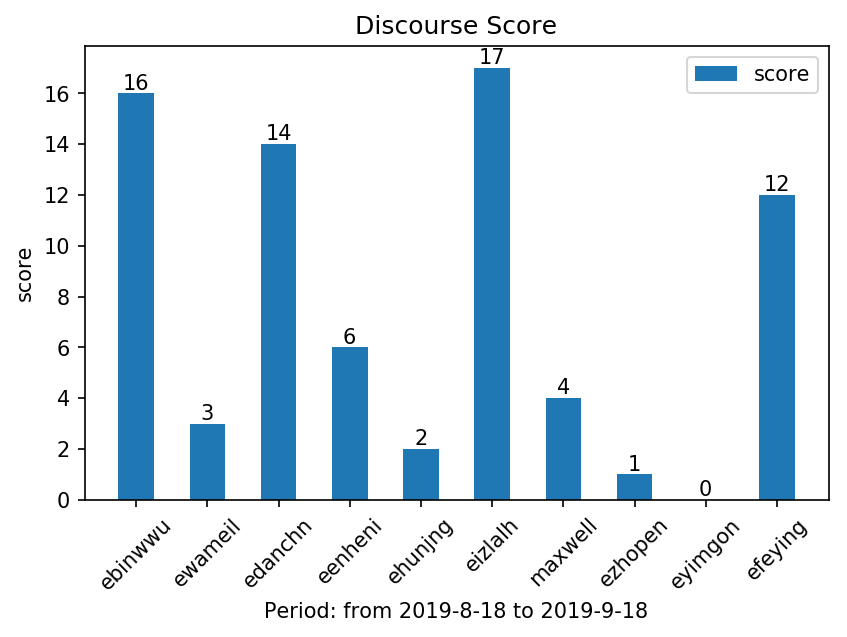 Discourse Score
score
17
16
14
12
6
4
3
2
1
0
score
16
14
12
10
8
6
4
2
0
ebinwwu
ewameil
edanchn
eenheni
ehunjng
eizlalh
maxwell
ezhopen
eyimgon
efeying
Period: from 2019-8-18 to 2019-9-18